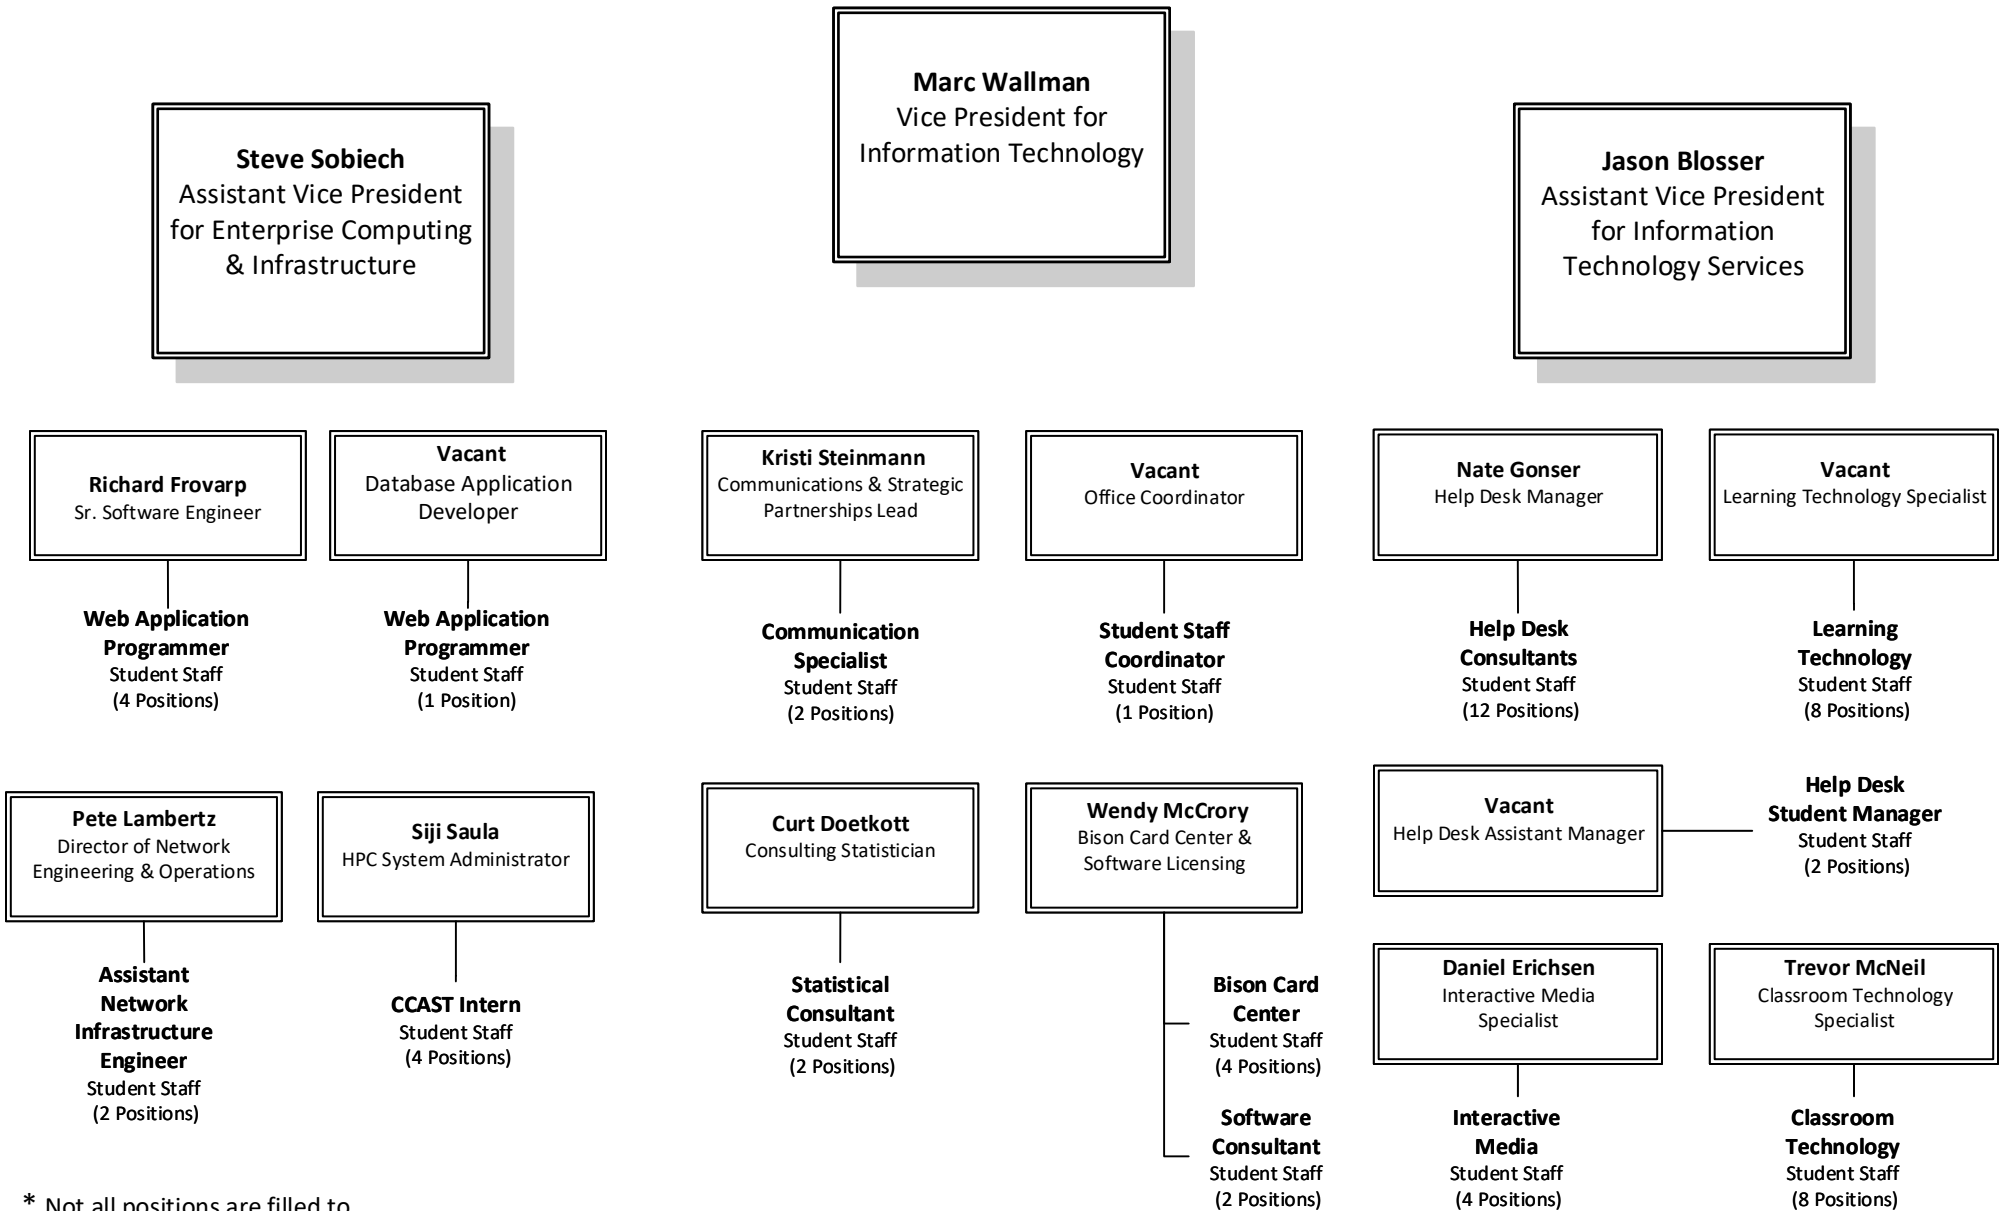 Marc Wallman
Vice President for
Information Technology
Steve Sobiech
Assistant Vice President
for Enterprise Computing
& Infrastructure
Jason Blosser
Assistant Vice President
for Information
Technology Services
Richard Frovarp
Sr. Software Engineer
Web Application
Programmer
Student Staff
(4 Positions)
Vacant
Database Application
Developer
Web Application
Programmer
Student Staff
(1 Position)
Kristi Steinmann
Communications & Strategic
Partnerships Lead
Communication
Specialist
Student Staff
(2 Positions)
Vacant
Office Coordinator
Student Staff
Coordinator
Student Staff
(1 Position)
Nate Gonser
Help Desk Manager
Help Desk
Consultants
Student Staff
(12 Positions)
Vacant
Learning Technology Specialist
Learning
Technology
Student Staff
(8 Positions)
Pete Lambertz
Director of Network
Engineering & Operations
Assistant
Network
Infrastructure
Engineer
Student Staff
(2 Positions)
Siji Saula
HPC System Administrator
CCAST Intern
Student Staff
(4 Positions)
Curt Doetkott
Consulting Statistician
Statistical
Consultant
Student Staff
(2 Positions)
Wendy McCrory
Bison Card Center &
Software Licensing
Bison Card
Center
Student Staff
(4 Positions)
Software
Consultant
Student Staff
(2 Positions)
Vacant
Help Desk Assistant Manager
Help Desk
Student Manager
Student Staff
(2 Positions)
Daniel Erichsen
Interactive Media
Specialist
Interactive
Media
Student Staff
(4 Positions)
Trevor McNeil
Classroom Technology
Specialist
Classroom
Technology
Student Staff
(8 Positions)
* Not all positions are filled to